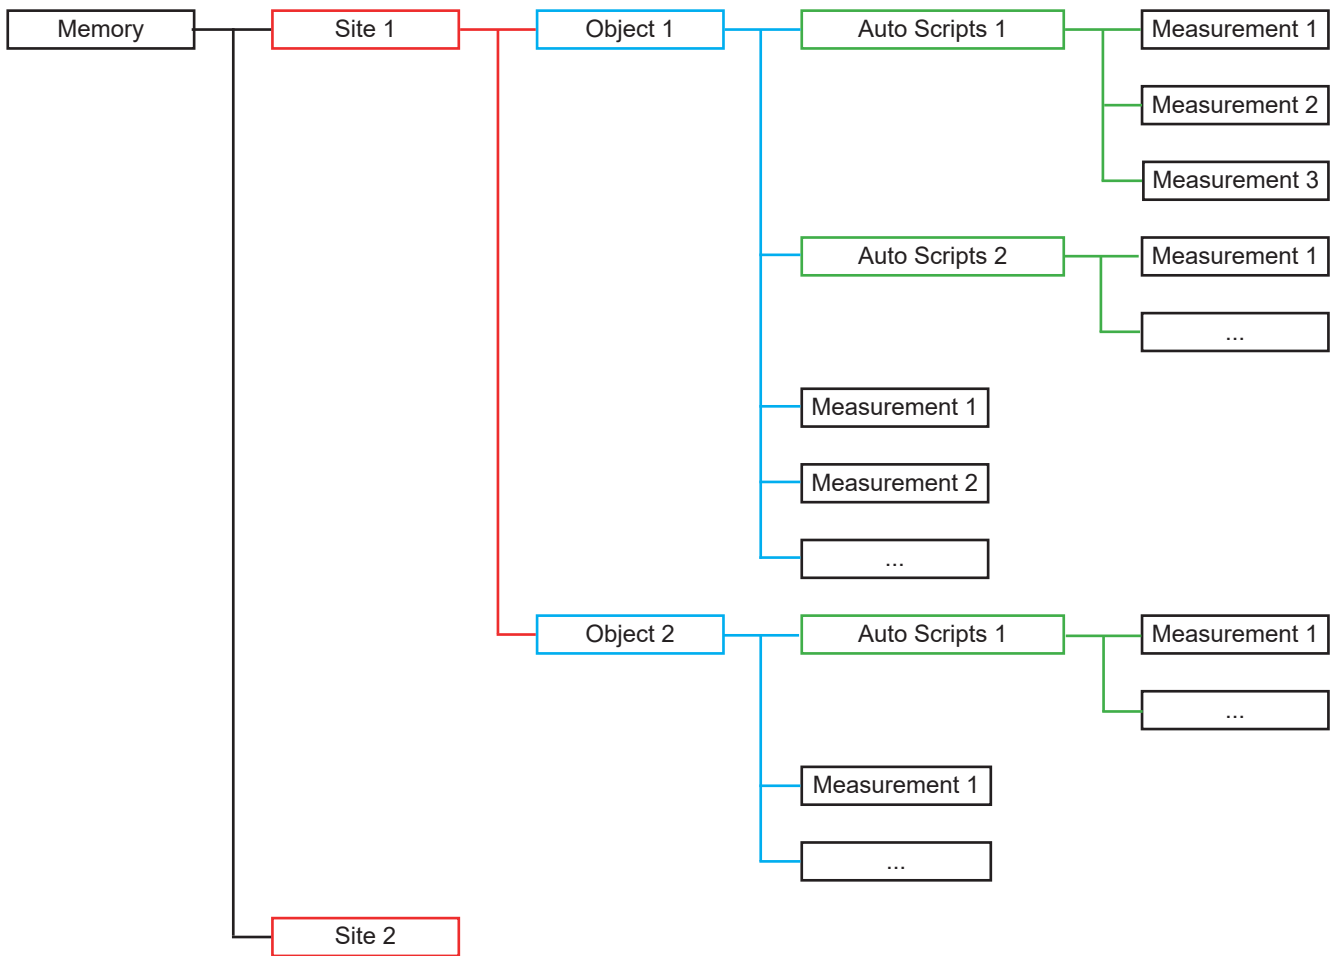 Memory
Site 1
Object 1
Auto Scripts 1
Measurement 1
Measurement 2
Measurement 3
Auto Scripts 2
Measurement 1
...
Measurement 1
Measurement 2
...
Object 2
Auto Scripts 1
Measurement 1
...
Measurement 1
...
Site 2